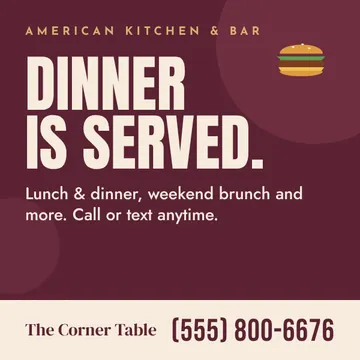 AMERICAN KITCHEN & BAR
DINNER
IS SERVED.
Lunch & dinner, weekend brunch and
more. Call or text anytime.
The Corner Table (555) 800-6676